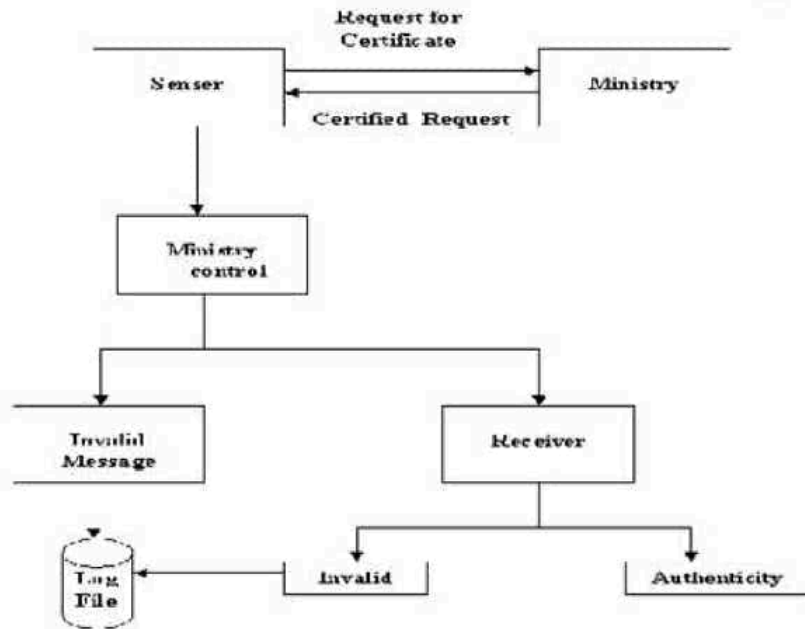 Request for
Certificate
Senser
Ministry
Certified Request
Ministry
control
Invalid
Message
Receiver
Log
File
Invalid
Authenticity